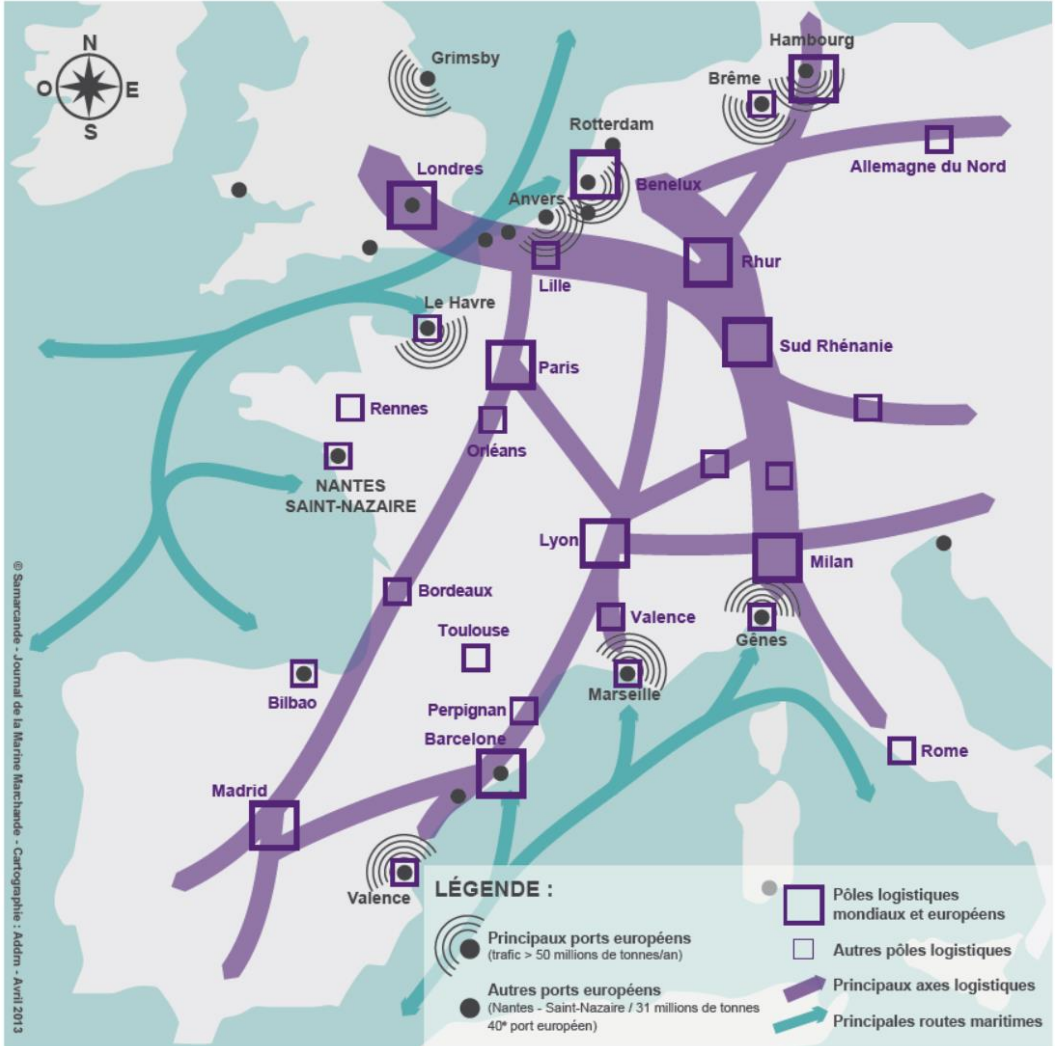 N
O
E
S
Grimsby
Hambourg
Brême
Rotterdam
Londres
Benelux
Allemagne du Nord
Anvers
Lille
Rhur
Le Havre
Paris
Sud Rhénanie
Rennes
Orléans
NANTES
SAINT-NAZAIRE
Lyon
Milan
Bordeaux
Valence
Toulouse
Gênes
Bilbao
Marseille
Perpignan
Barcelone
Rome
Madrid
Valence
© Samarcande - Journal de la Marine Marchande - Cartographie : Addrn - Avril 2013
LÉGENDE :
Principaux ports européens
(trafic > 50 millions de tonnes/an)
Autres ports européens
(Nantes - Saint-Nazaire / 31 millions de tonnes
40e port européen)
Pôles logistiques
mondiaux et européens
Autres pôles logistiques
Principaux axes logistiques
Principales routes maritimes